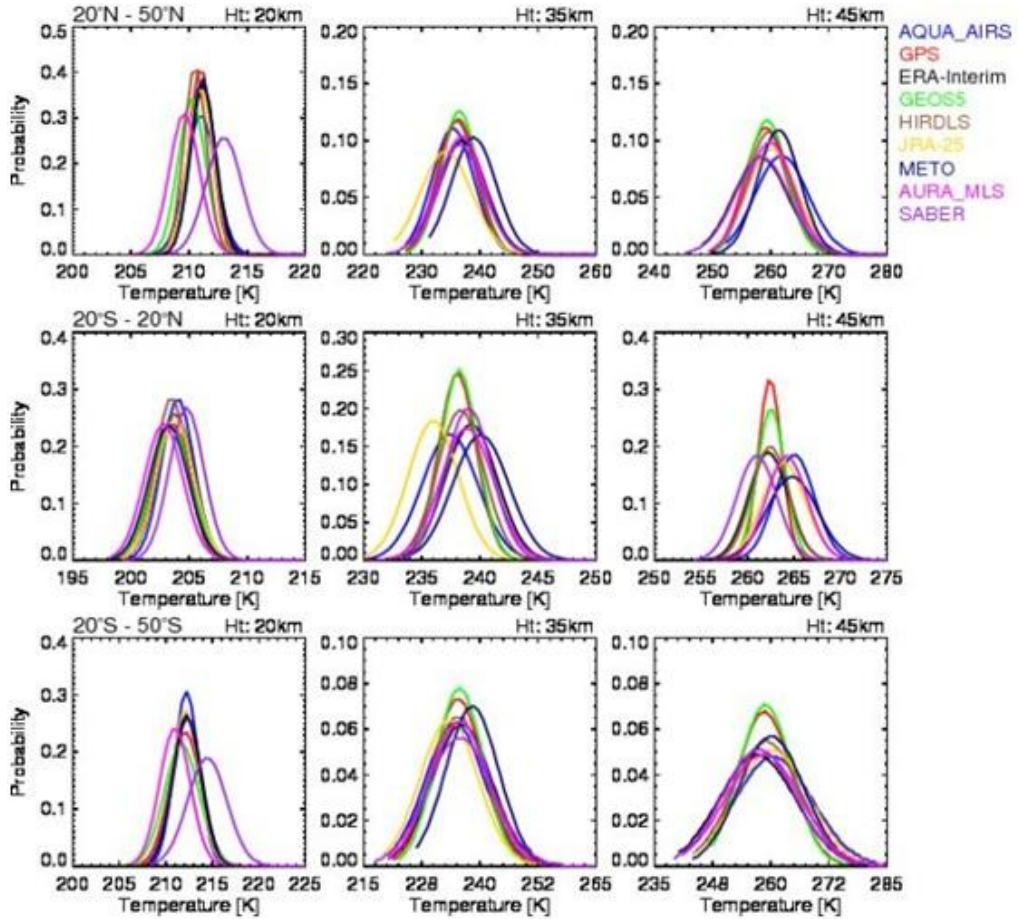 20°N - 50°N Ht: 20km
Ht: 35km
Ht: 45km
AQUA_AIRS
GPS
ERA-Interim
GEOS5
HIRDLS
JRA-25
METO
AURA_MLS
SABER
Probability
0.5
0.4
0.3
0.2
0.1
0.0
200 205 210 215 220
Temperature [K]
0.20
0.15
0.10
0.05
0.00
220 230 240 250 260
Temperature [K]
0.20
0.15
0.10
0.05
0.00
240 250 260 270 280
Temperature [K]
20°S - 20°N Ht: 20km
Ht: 35km
Ht: 45km
Probability
0.4
0.3
0.2
0.1
0.0
195 200 205 210 215
Temperature [K]
0.30
0.25
0.20
0.15
0.10
0.05
0.00
230 235 240 245 250
Temperature [K]
0.4
0.3
0.2
0.1
0.0
250 255 260 265 270 275
Temperature [K]
20°S - 50°S Ht: 20km
Ht: 35km
Ht: 45km
Probability
0.4
0.3
0.2
0.1
0.0
200 205 210 215 220 225
Temperature [K]
0.10
0.08
0.06
0.04
0.02
0.00
215 228 240 252 265
Temperature [K]
0.10
0.08
0.06
0.04
0.02
0.00
235 248 260 272 285
Temperature [K]